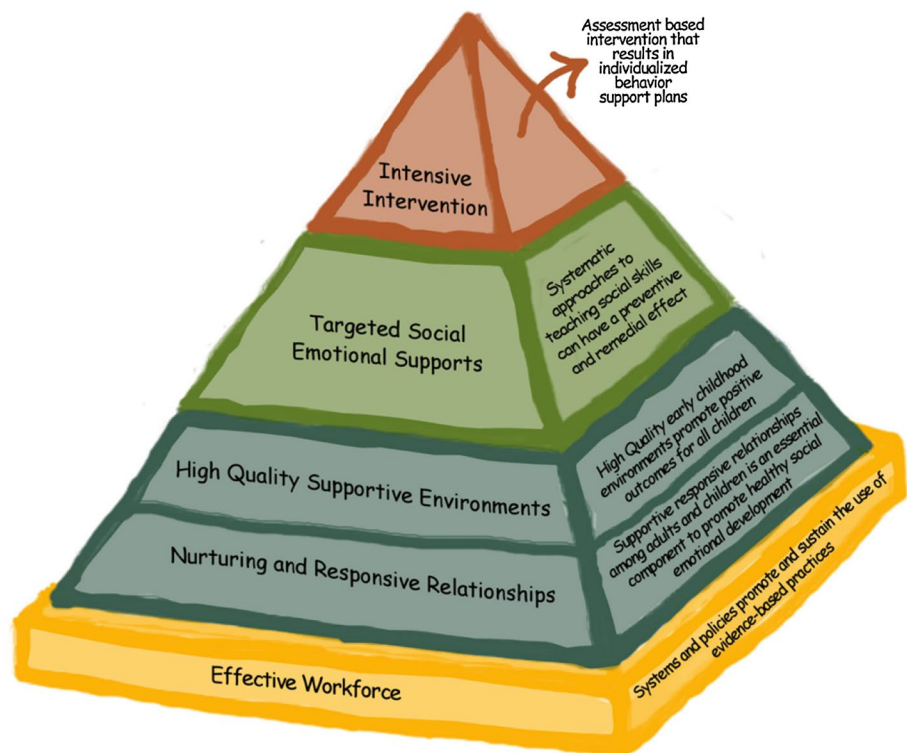 Assessment based
intervention that
results in
individualized
behavior
support plans
Intensive
Intervention
Systematic
approaches to
teaching social skills
can have a preventive
and remedial effect
Targeted Social
Emotional Supports
High Quality early childhood
environments promote positive
outcomes for all children
High Quality Supportive Environments
Supportive responsive relationships
among adults and children is an essential
component to promote healthy social
emotional development
Nurturing and Responsive Relationships
Systems and policies promote and sustain the use of
evidence-based practices
Effective Workforce